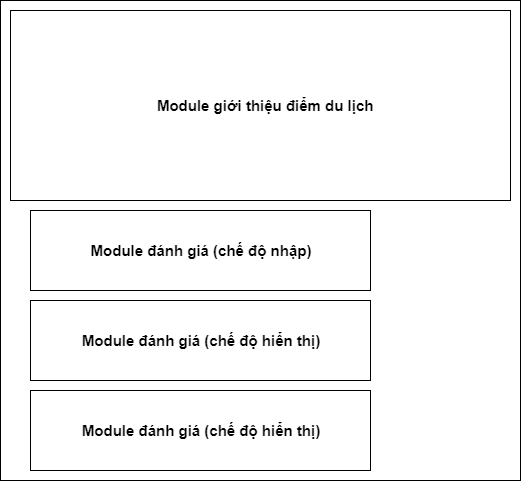 Module giới thiệu điểm du lịch
Module đánh giá (chế độ nhập)
Module đánh giá (chế độ hiển thị)
Module đánh giá (chế độ hiển thị)